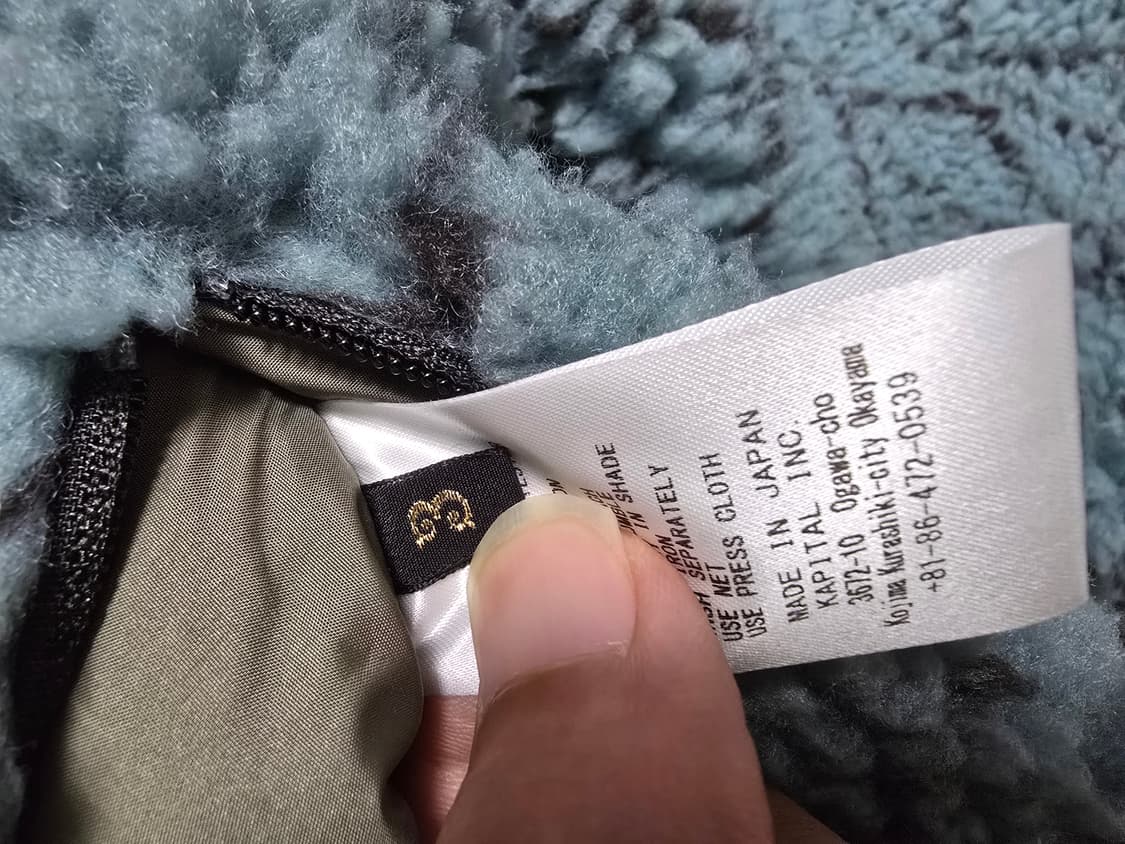 3
IN SHADE
SEPARATELY
USE NET
USE PRESS CLOTH
MADE IN JAPAN
KAPITAL INC.
3672-10 Ogawa-cho
Kojima Kurashiki-city Okayama
+81-86-472-0539